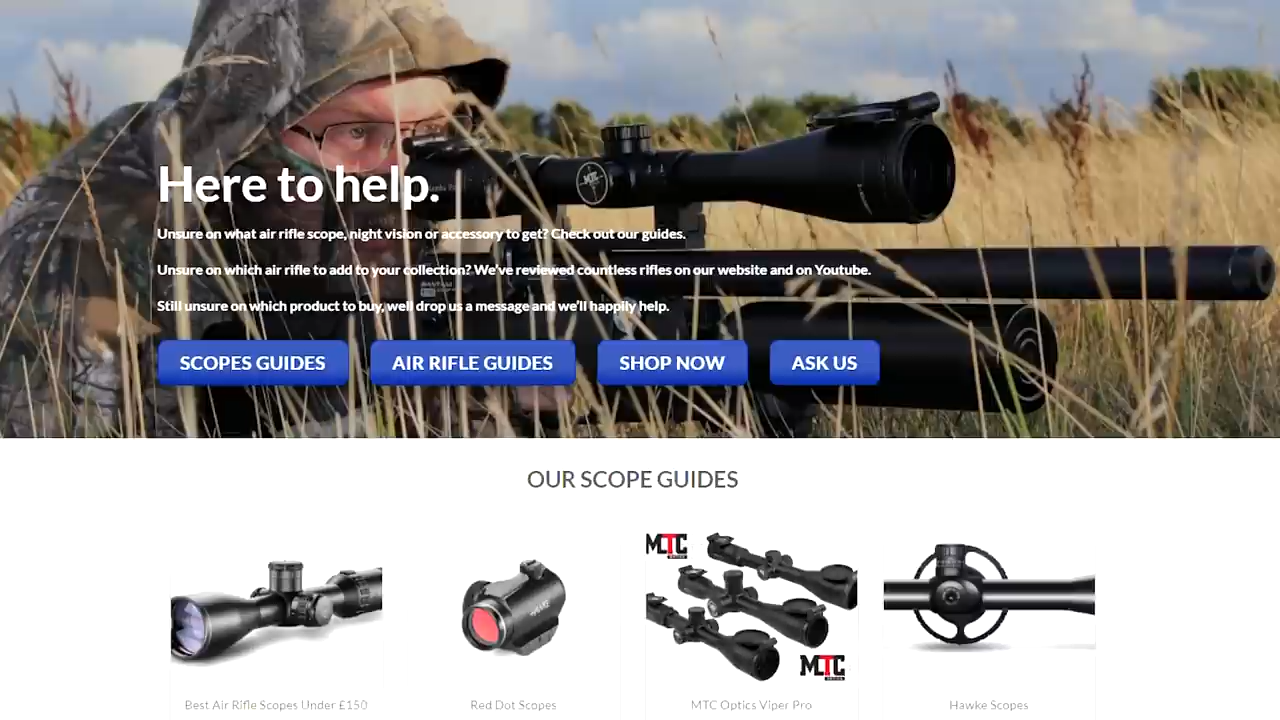 Here to help.
Unsure on what air rifle scope, night vision or accessory to get? Check out our guides.
Unsure on which air rifle to add to your collection? We've reviewed countless rifles on our website and on Youtube.
Still unsure on which product to buy, well drop us a message and we'll happily help.
SCOPES GUIDES AIR RIFLE GUIDES SHOP NOW ASK US
OUR SCOPE GUIDES
MTC
MTC
HAWKE
MTC
Best Air Rifle Scopes Under £150 Red Dot Scopes MTC Optics Viper Pro Hawke Scopes